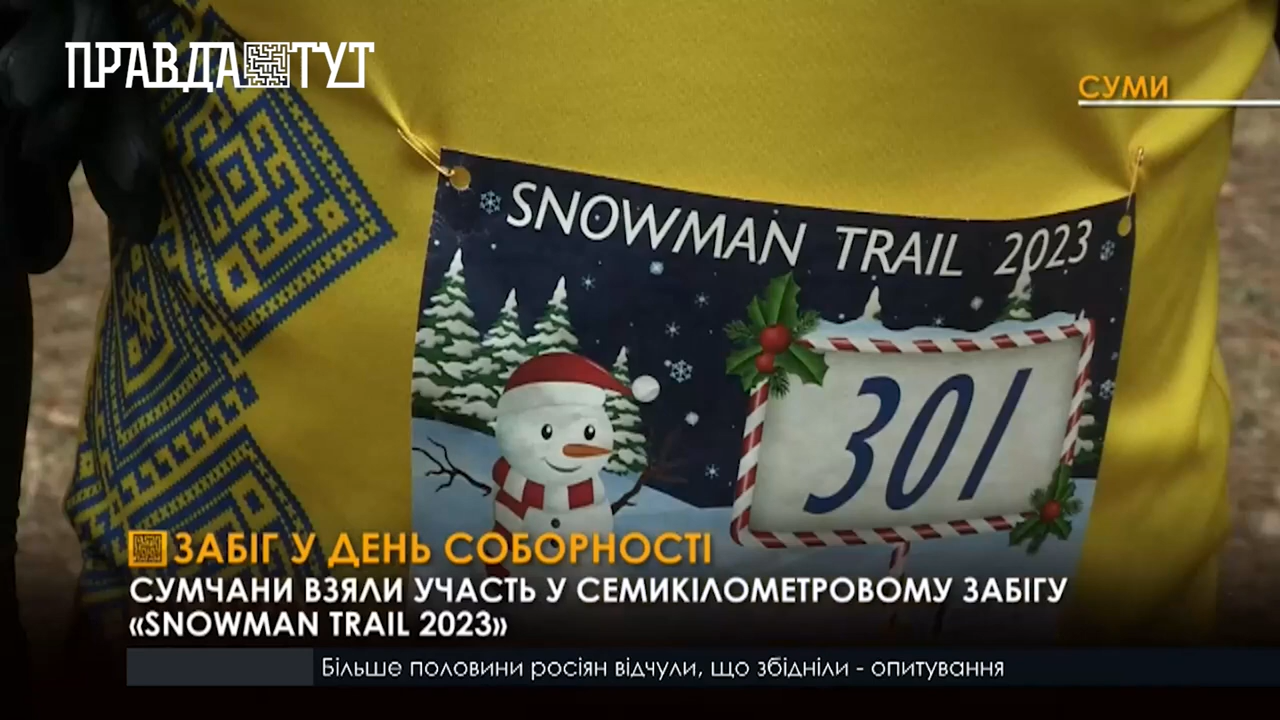 ПРАВДА ТУТ
СУМИ
SNOWMAN TRAIL 2023
301
ЗАБІГ У ДЕНЬ СОБОРНОСТІ
СУМЧАНИ ВЗЯЛИ УЧАСТЬ У СЕМИКІЛОМЕТРОВОМУ ЗАБІГУ
«SNOWMAN TRAIL 2023»
Більше половини росіян відчули, що збідніли - опитування